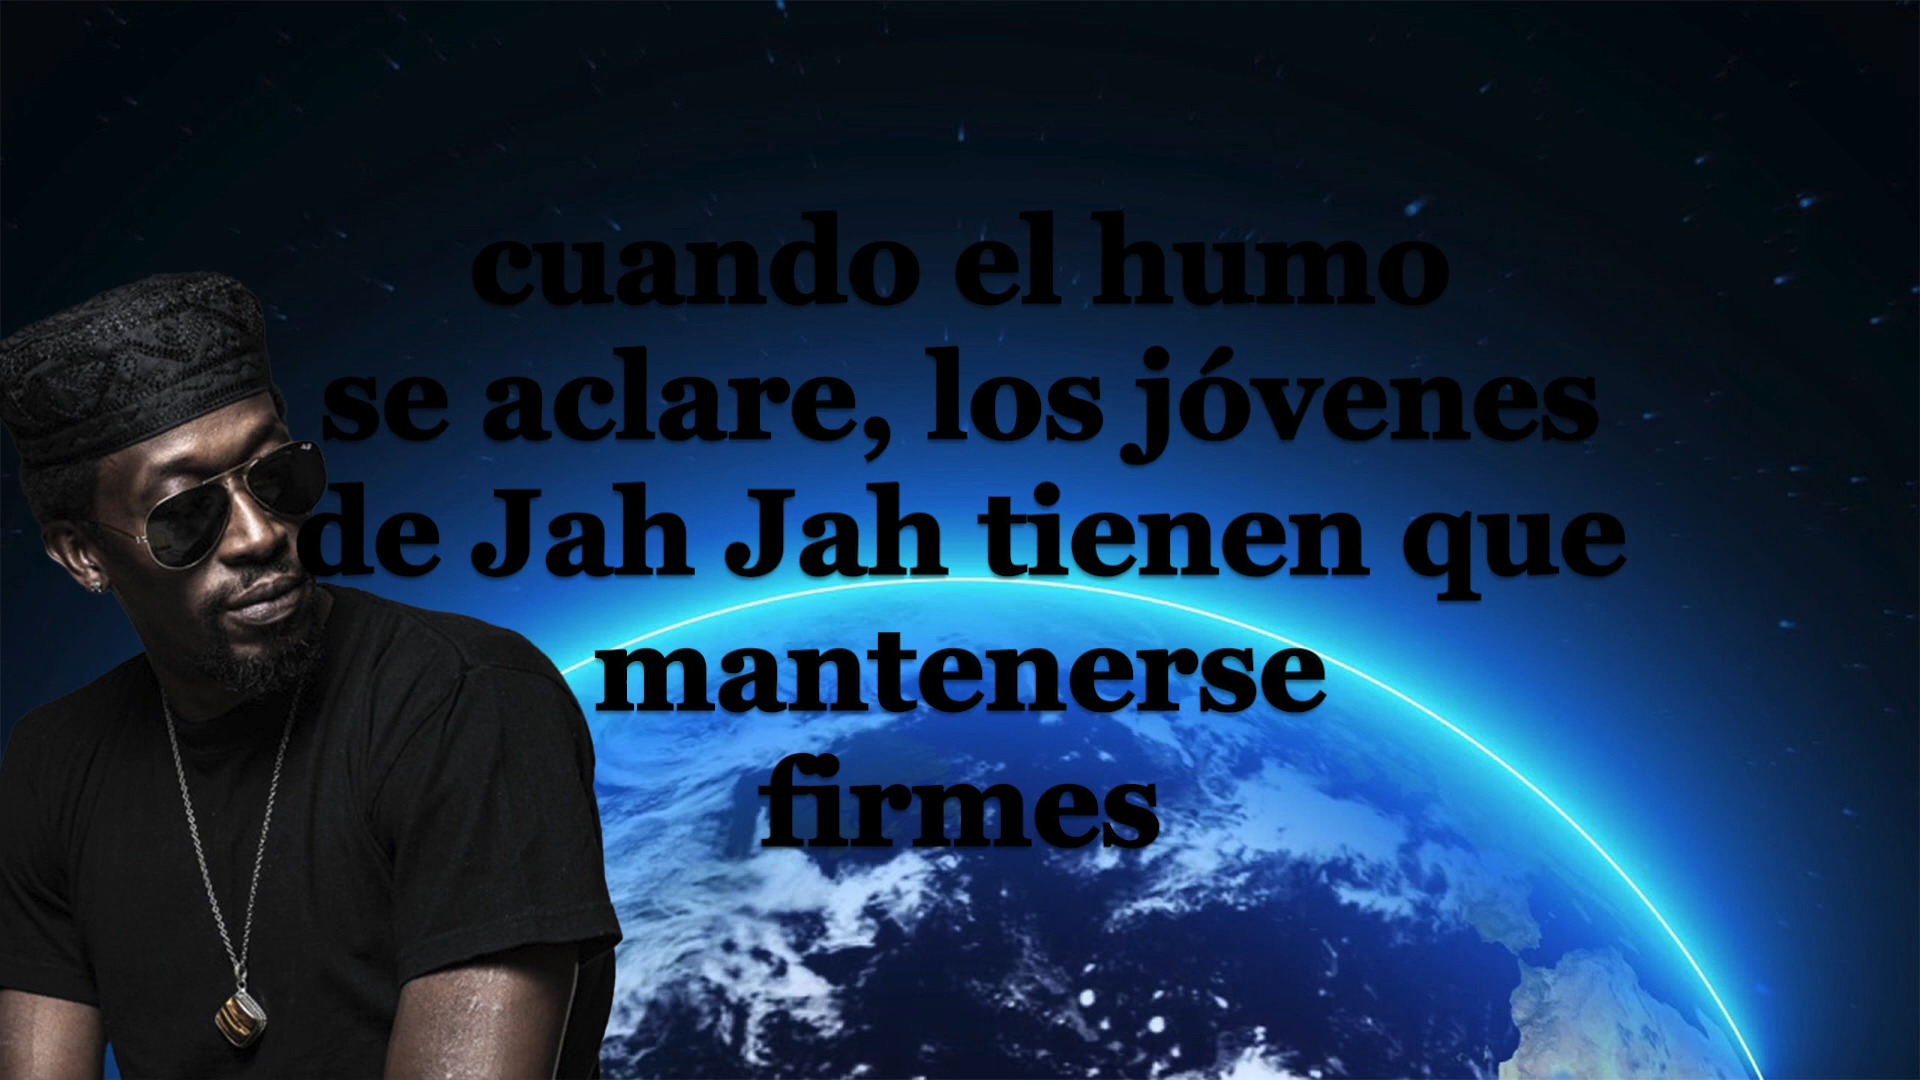 cuando el humo
se aclare, los jóvenes
de Jah Jah tienen que
mantenerse
firmes